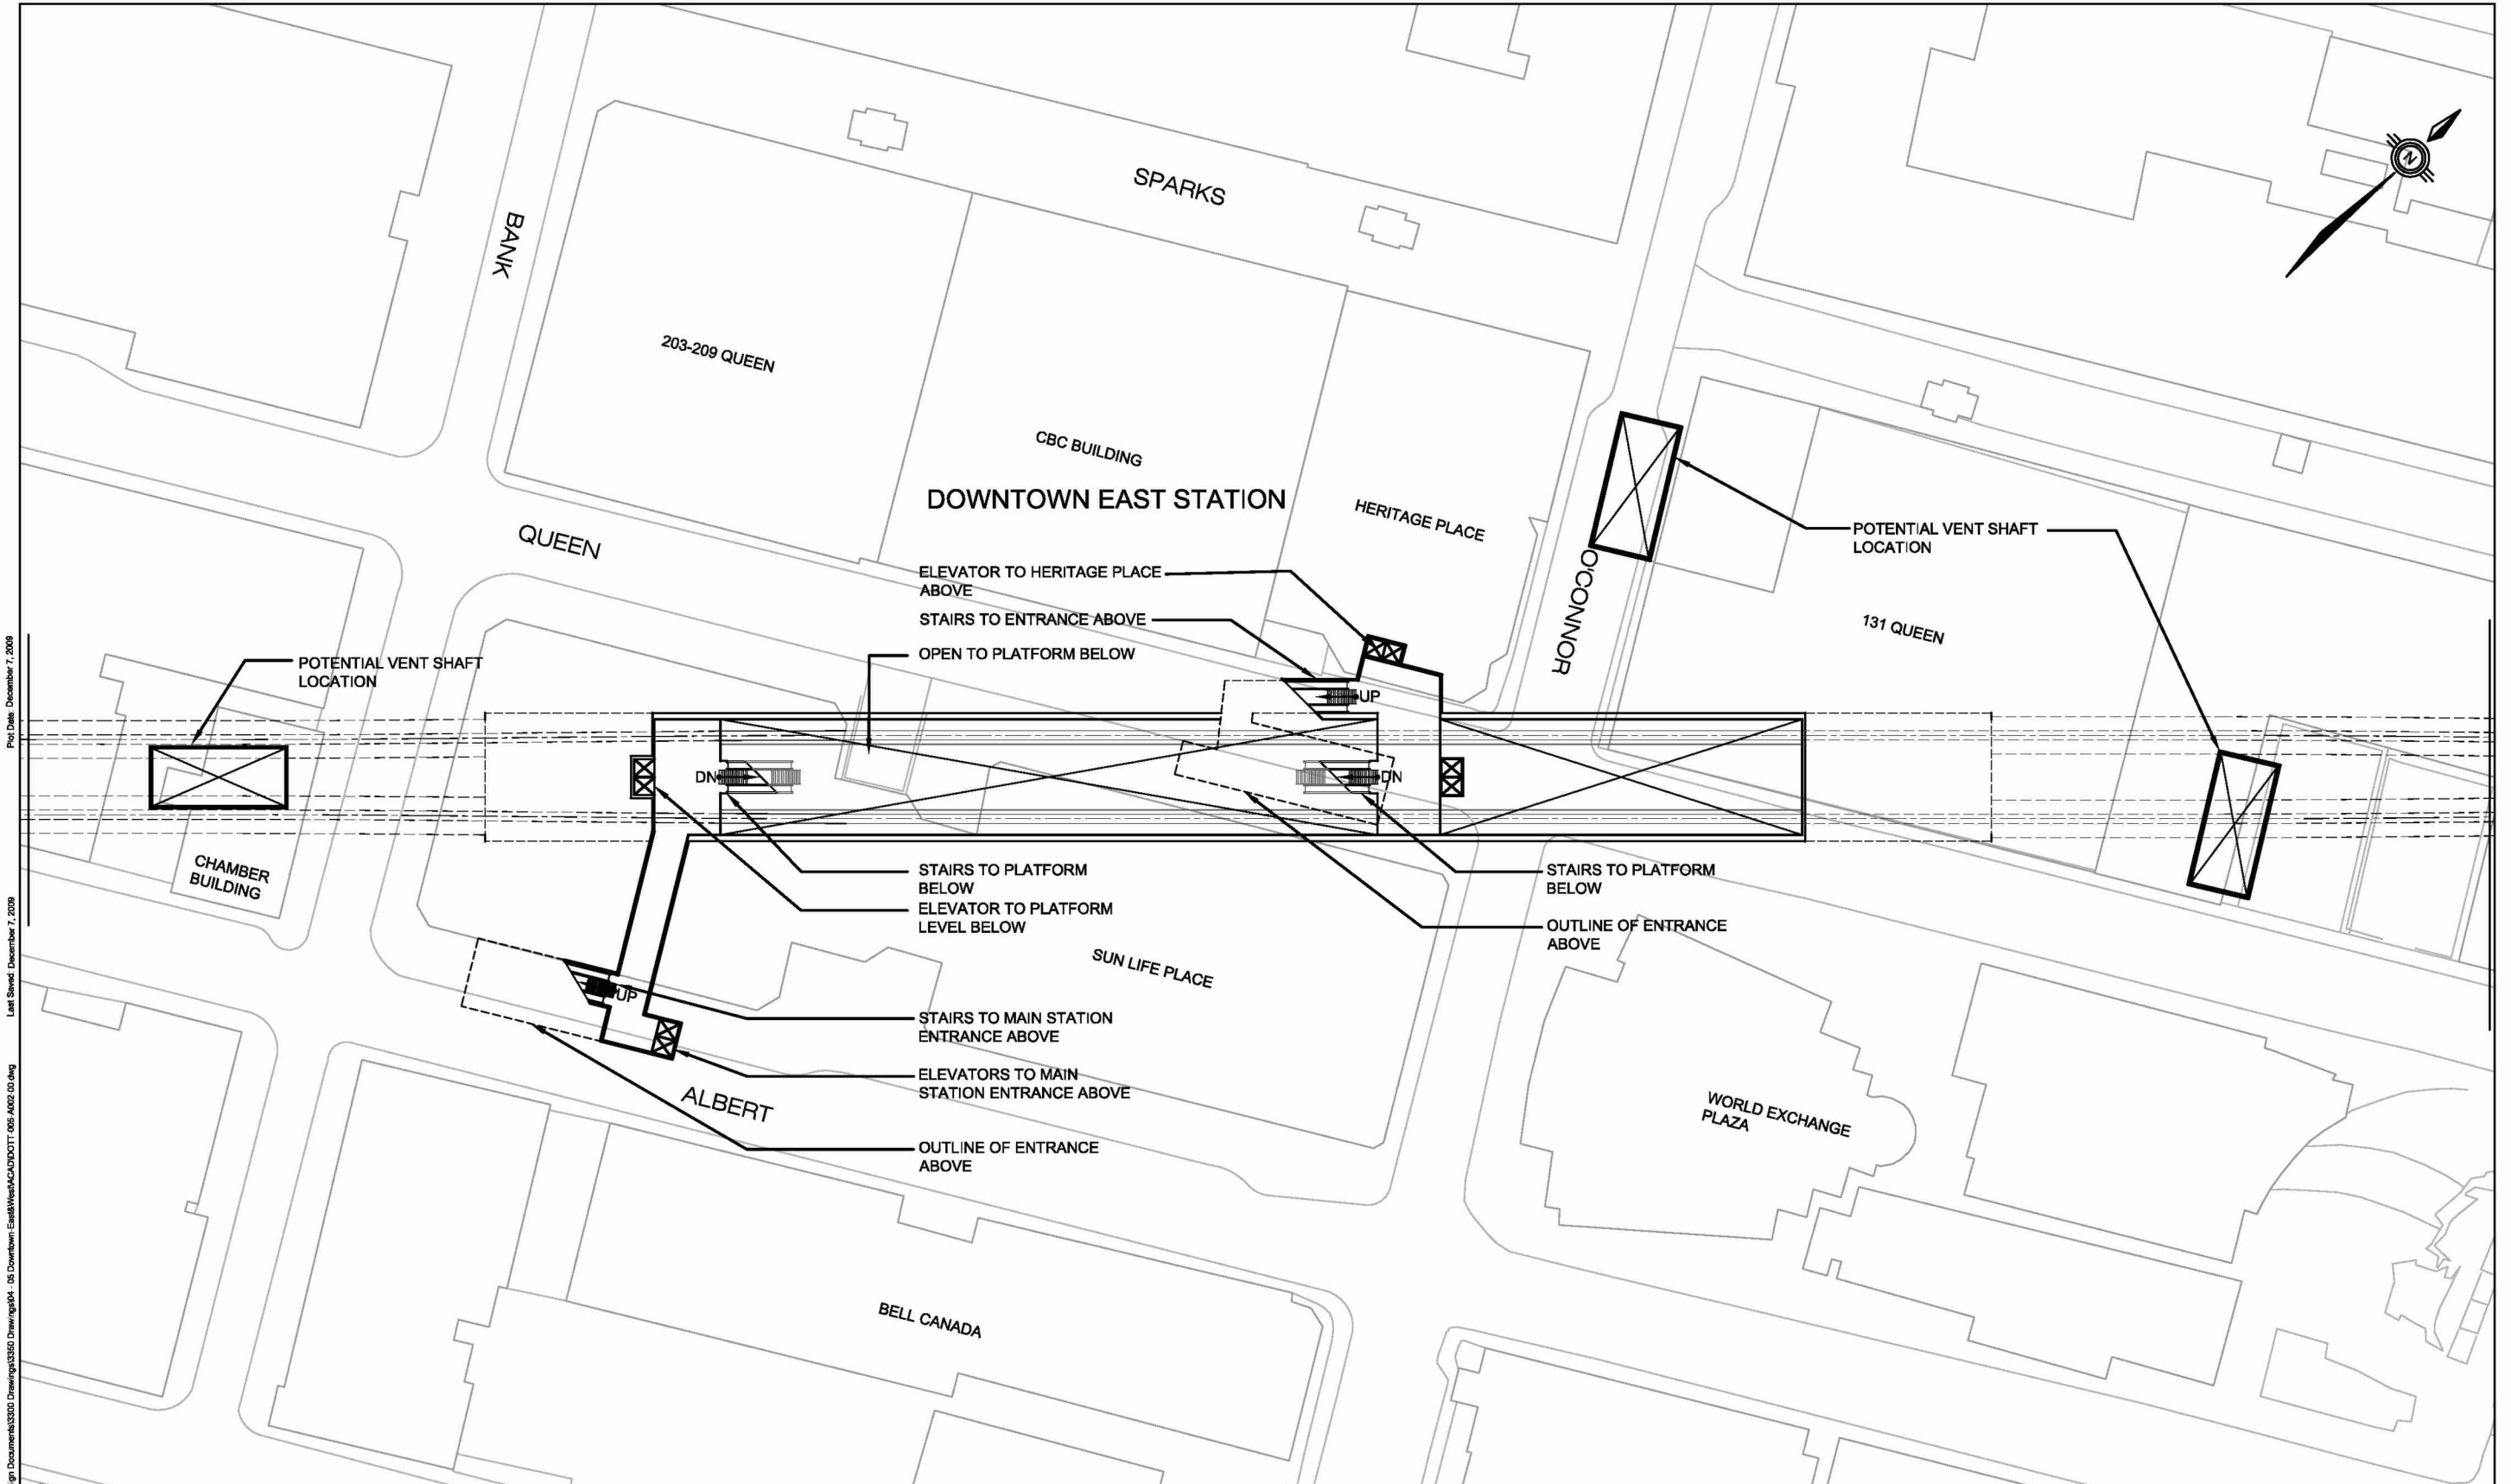 SPARKS
N
BANK
203-209 QUEEN
CBC BUILDING
DOWNTOWN EAST STATION
HERITAGE PLACE
POTENTIAL VENT SHAFT
LOCATION
QUEEN
O'CONNOR
ELEVATOR TO HERITAGE PLACE
ABOVE
STAIRS TO ENTRANCE ABOVE
131 QUEEN
OPEN TO PLATFORM BELOW
POTENTIAL VENT SHAFT
LOCATION
UP
DN
DN
CHAMBER
BUILDING
STAIRS TO PLATFORM
BELOW
STAIRS TO PLATFORM
BELOW
ELEVATOR TO PLATFORM
LEVEL BELOW
OUTLINE OF ENTRANCE
ABOVE
SUN LIFE PLACE
UP
STAIRS TO MAIN STATION
ENTRANCE ABOVE
ELEVATORS TO MAIN
STATION ENTRANCE ABOVE
ALBERT
WORLD EXCHANGE
PLAZA
OUTLINE OF ENTRANCE
ABOVE
BELL CANADA
Plot Date: December 7, 2009
Last Saved: December 7, 2009